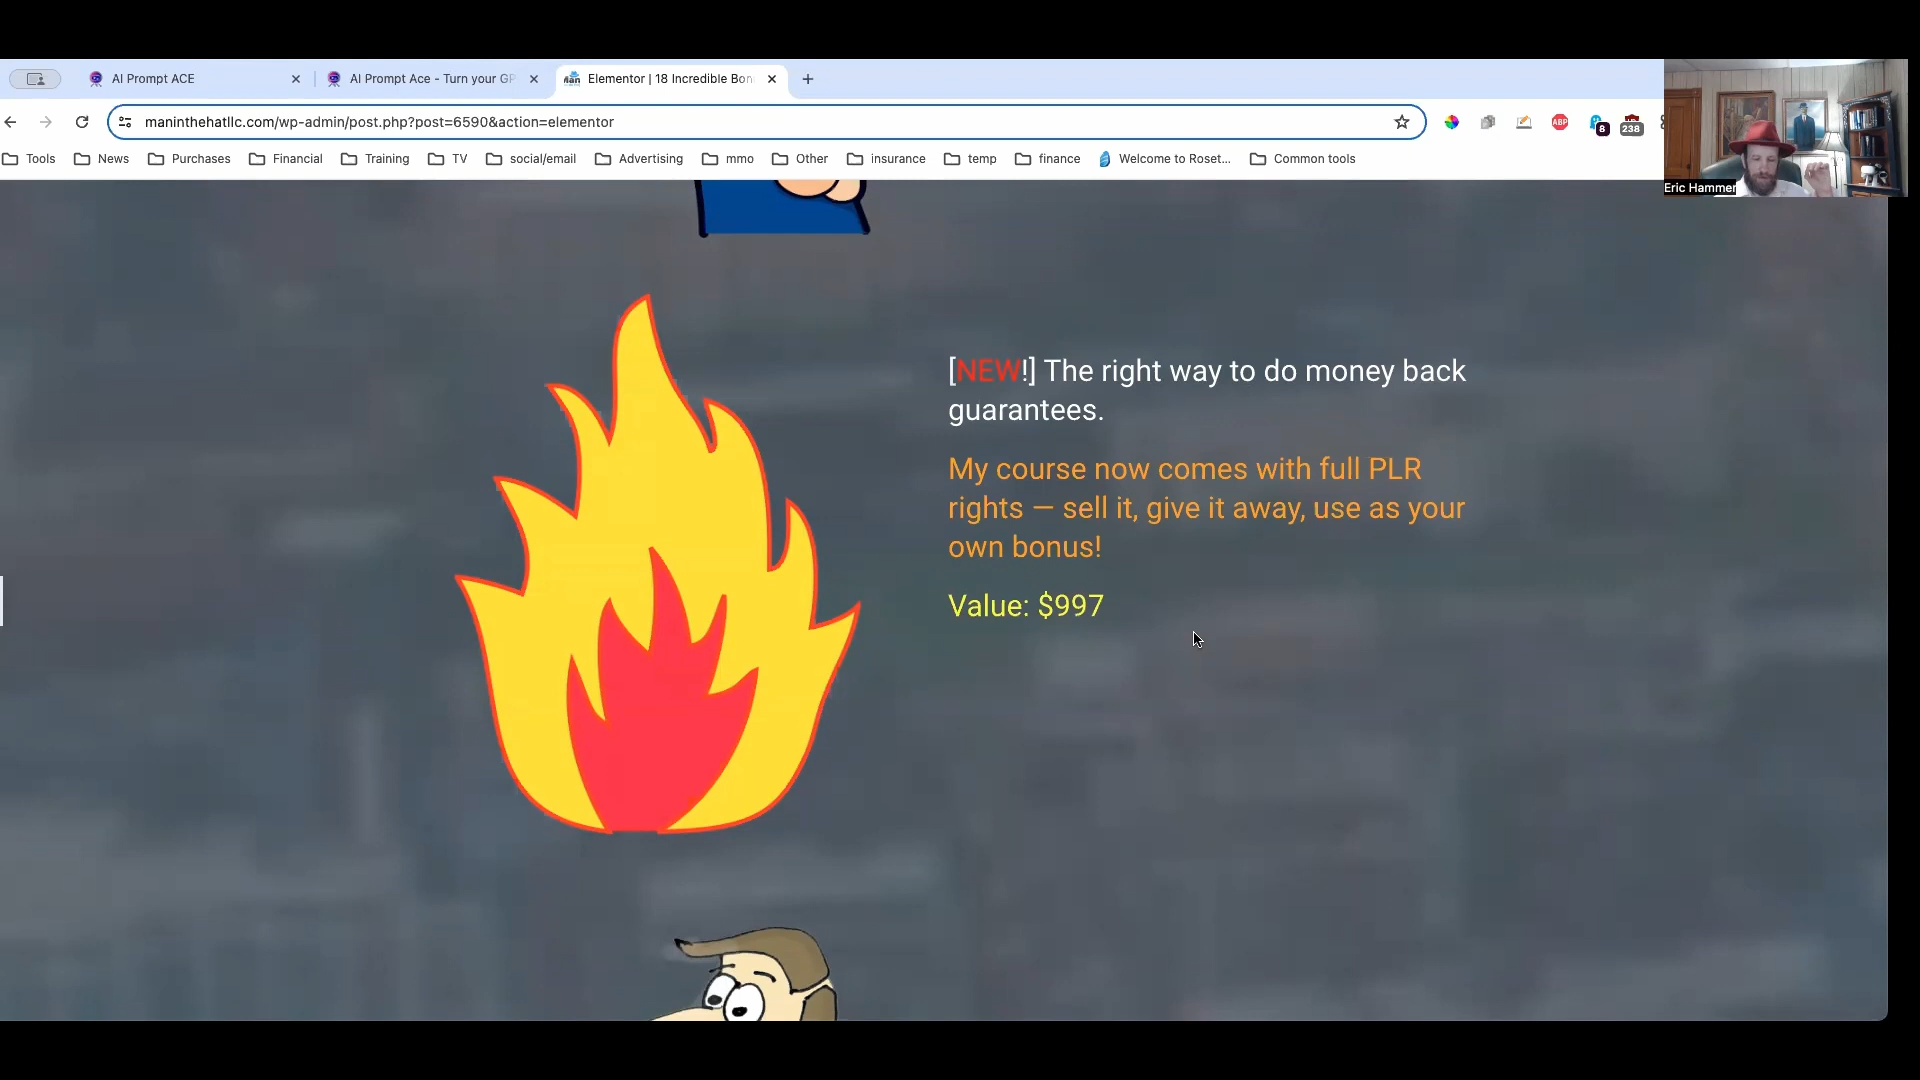 AI Prompt ACE
AI Prompt Ace - Turn your GP
Elementor | 18 Incredible Bon
maninthehatllc.com/wp-admin/post.php?post=6590&action=elementor
ABP
8
238
Tools
News
Purchases
Financial
Training
TV
social/email
Advertising
mmo
Other
insurance
temp
finance
Welcome to Roset...
Common tools
Eric Hammer
[NEW!] The right way to do money back
guarantees.
My course now comes with full PLR
rights — sell it, give it away, use as your
own bonus!
Value: $997